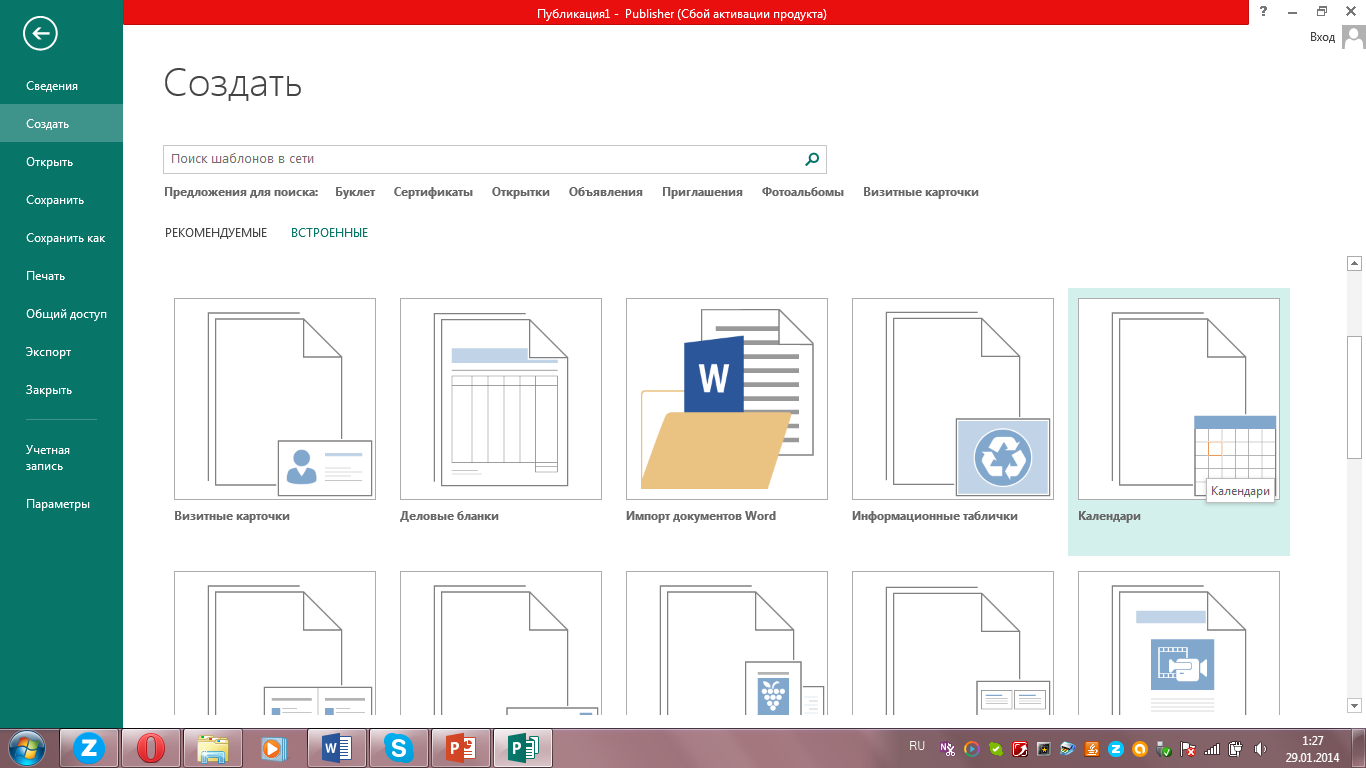 Публикация1 - Publisher (Сбой активации продукта)
?
Вход
Сведения
Создать
Открыть
Сохранить
Сохранить как
Печать
Общий доступ
Экспорт
Закрыть
Учетная
запись
Параметры
Создать
Поиск шаблонов в сети
Предложения для поиска: Буклет Сертификаты Открытки Объявления Приглашения Фотоальбомы Визитные карточки
РЕКОМЕНДУЕМЫЕ ВСТРОЕННЫЕ
W
Календари
Визитные карточки Деловые бланки Импорт документов Word Информационные таблички Календари
RU
1:27
29.01.2014